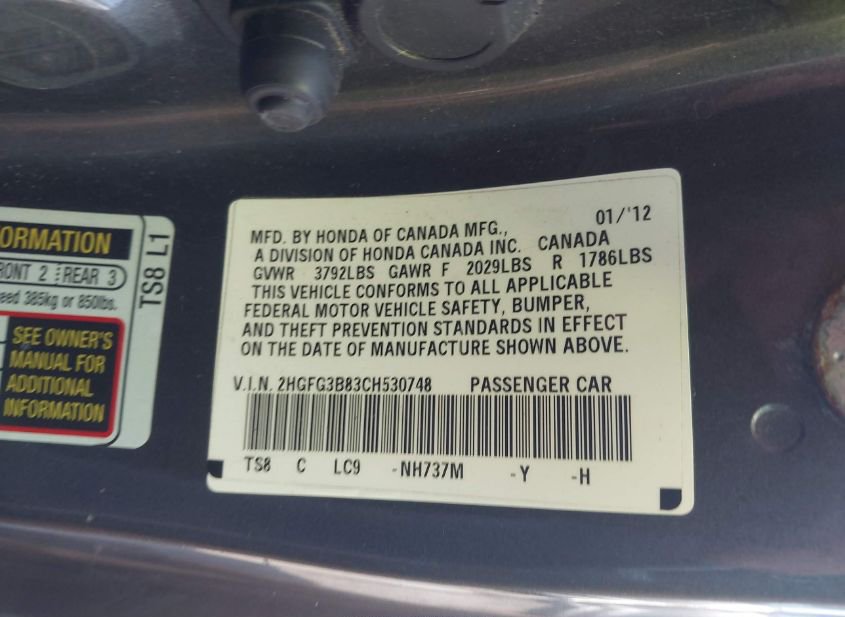 ORMATION
RONT 2 REAR 3
eed 385kg or 850lbs.
SEE OWNER'S
MANUAL FOR
ADDITIONAL
INFORMATION
TS8 L1
01/'12
MFD. BY HONDA OF CANADA MFG.,
A DIVISION OF HONDA CANADA INC. CANADA
GVWR 3792LBS GAWR F 2029LBS R 1786LBS
THIS VEHICLE CONFORMS TO ALL APPLICABLE
FEDERAL MOTOR VEHICLE SAFETY, BUMPER,
AND THEFT PREVENTION STANDARDS IN EFFECT
ON THE DATE OF MANUFACTURE SHOWN ABOVE.
V.I.N. 2HGFG3B83CH530748 PASSENGER CAR
TS8 C LC9 -NH737M -Y -H